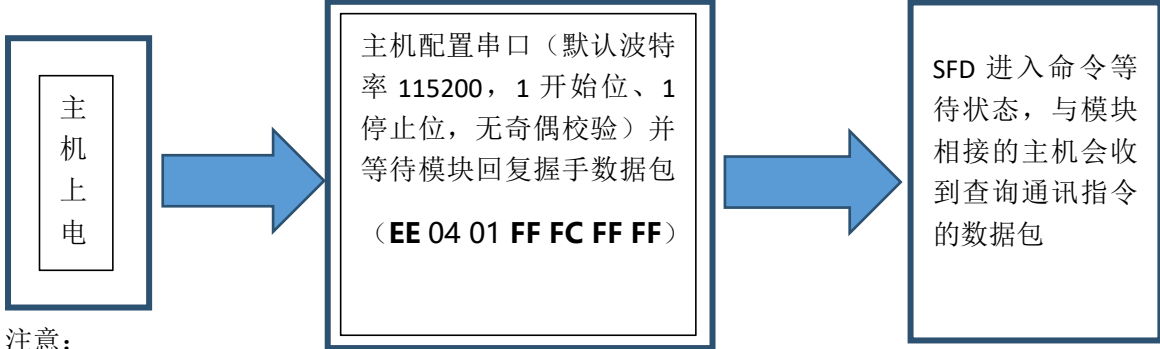 主
机
上
电
主机配置串口（默认波特
率 115200，1 开始位、1
停止位，无奇偶校验）并
等待模块回复握手数据包
（EE 04 01 FF FC FF FF）
SFD 进入命令等
待状态，与模块
相接的主机会收
到查询通讯指令
的数据包
注意：